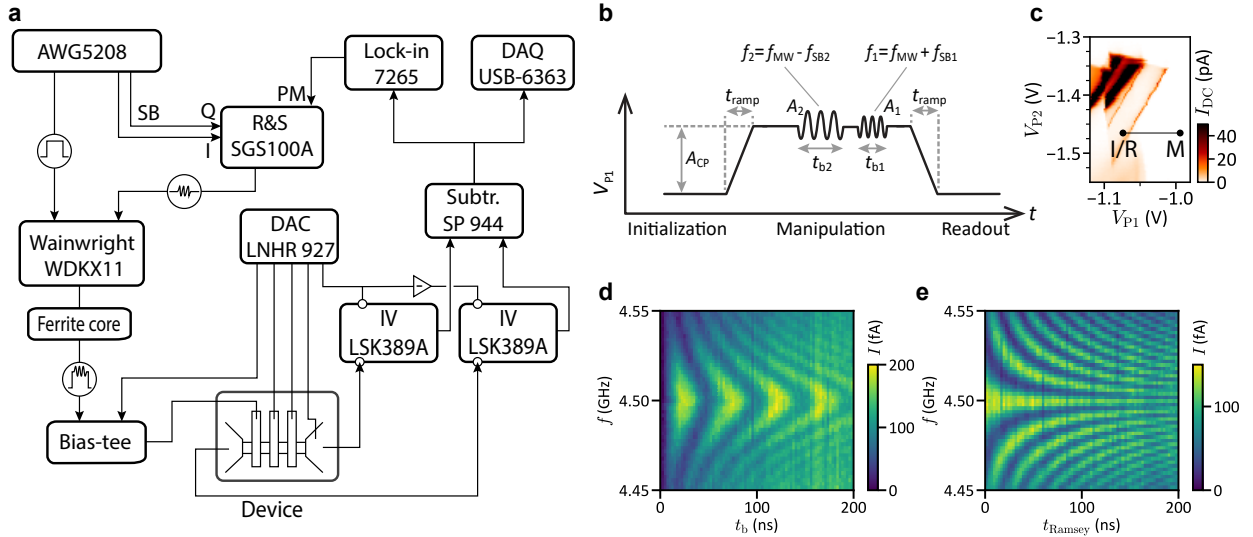 a
AWG5208
Lock-in
7265
DAQ
USB-6363
SB
Q
I
PM
R&S
SGS100A
Wainwright
WDKX11
DAC
LNHR 927
Subtr.
SP 944
Ferrite core
−
IV
LSK389A
IV
LSK389A
Bias-tee
Device
b
f2=fMW - fSB2
f1=fMW + fSB1
tramp
A2
A1
tramp
ACP
tb2
tb1
VP1
t
Initialization
Manipulation
Readout
c
−1.3
−1.4
−1.5
VP2 (V)
I/R
M
−1.1
−1.0
VP1 (V)
IDC (pA)
40
20
0
d
4.55
4.50
4.45
f (GHz)
0
100
200
tb (ns)
I (fA)
200
100
0
e
4.55
4.50
4.45
f (GHz)
0
100
200
tRamsey (ns)
I (fA)
100
0